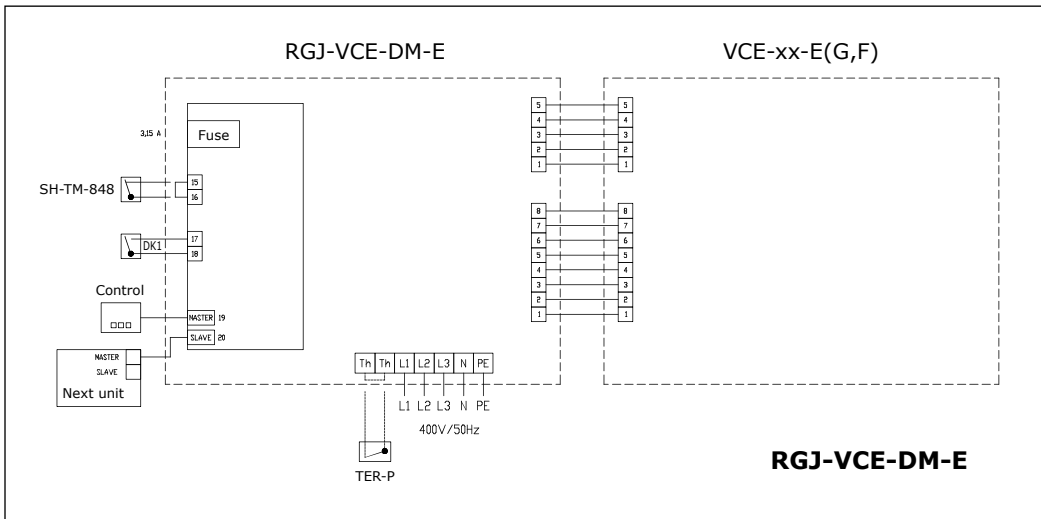 RGJ-VCE-DM-E
VCE-xx-E(G,F)
3,15 A
Fuse
5 5
4 4
3 3
2 2
1 1
SH-TM-848
15
16
8 8
7 7
6 6
5 5
4 4
3 3
2 2
1 1
DK1
17
18
Control
MASTER 19
SLAVE 20
MASTER
SLAVE
Next unit
Th Th L1 L2 L3 N PE
L1 L2 L3 N PE
400V/50Hz
TER-P
RGJ-VCE-DM-E